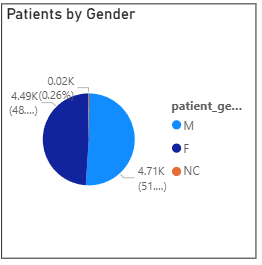 Patients by Gender
0.02K
(0.26%)
4.49K
(48....)
4.71K
(51....)
patient_ge...
M
F
NC